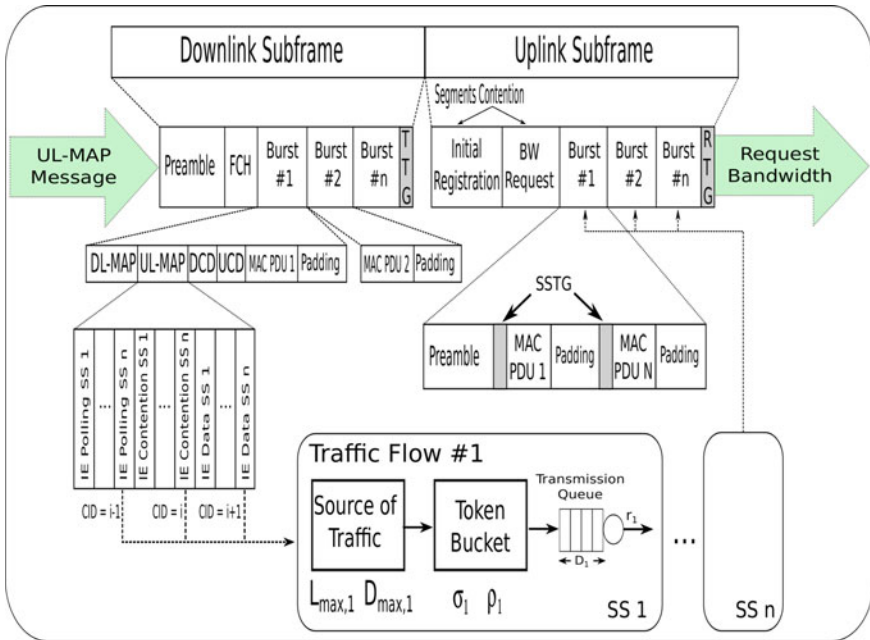 Downlink Subframe
Uplink Subframe
Segments Contention
UL-MAP
Message
Preamble
FCH
Burst
#1
Burst
#2
Burst
#n
T
T
G
Initial
Registration
BW
Request
Burst
#1
Burst
#2
Burst
#n
R
T
G
Request
Bandwidth
DL-MAP
UL-MAP
DCD
UCD
MAC PDU 1
Padding
MAC PDU 2
Padding
SSTG
Preamble
MAC
PDU 1
Padding
MAC
PDU N
Padding
IE Polling SS 1
...
IE Polling SS n
IE Contention SS 1
...
IE Contention SS n
IE Data SS 1
...
IE Data SS n
CID = i-1
CID = i
CID = i+1
Traffic Flow #1
Source of
Traffic
Token
Bucket
Transmission
Queue
r₁
D₁
...
Lmax,1 Dmax,1
σ₁ ρ₁
SS 1
SS n